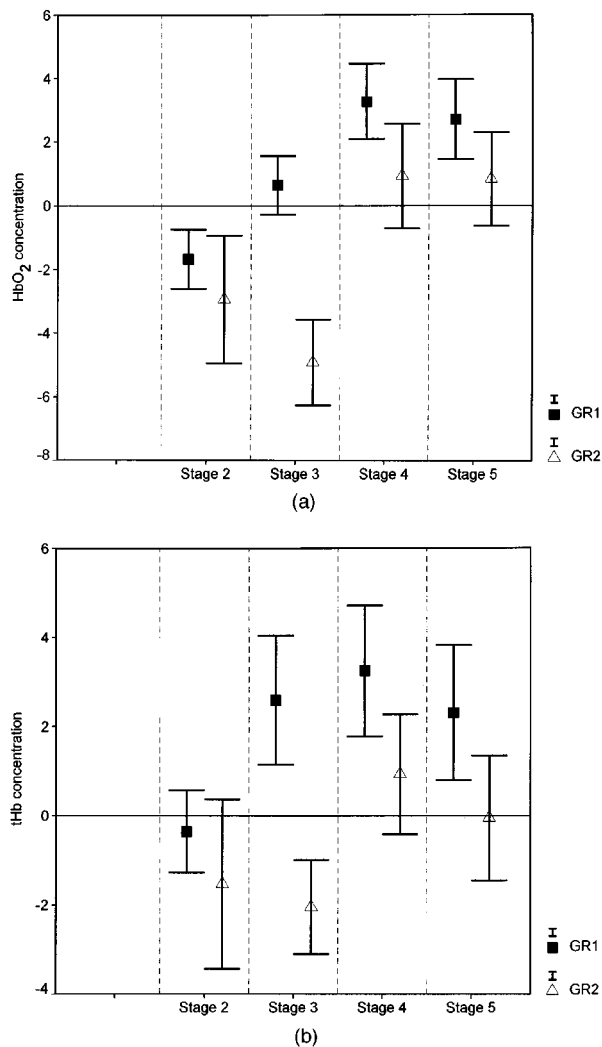 6
4
2
0
-2
-4
-6
-8
HbO2 concentration
Stage 2 Stage 3 Stage 4 Stage 5
GR1
GR2
(a)
6
4
2
0
-2
-4
tHb concentration
Stage 2 Stage 3 Stage 4 Stage 5
GR1
GR2
(b)